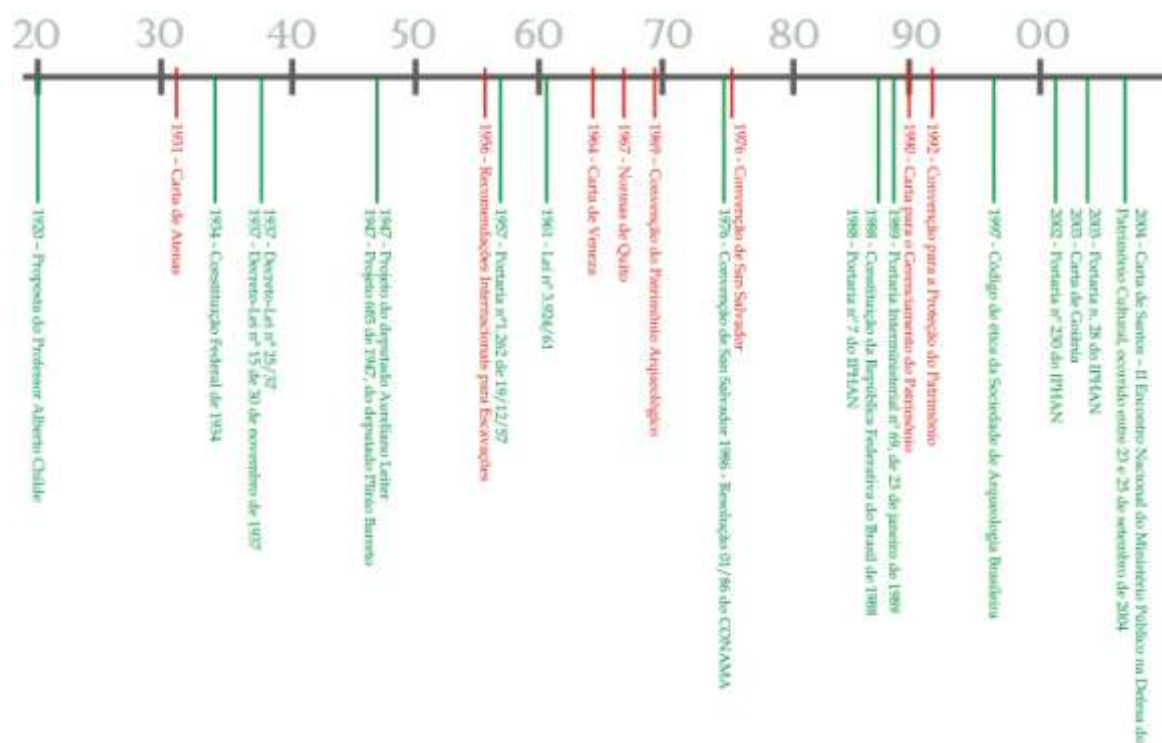 20 30 40 50 60 70 80 90 00
1920 – Proposta do Professor Alberto Childe
1931 – Carta de Atenas
1934 - Constituição Federal de 1934
1937 - Decreto-Lei nº 25/37
1937 - Decreto-Lei nº 15 de 30 de novembro de 1937
1947 - Projeto do deputado Aureliano Leiter
1947 - Projeto 685 de 1947, do deputado Plínio Barreto
1956 – Recomendações Internacionais para Escavações
1957 - Portaria nº1.262 de 19/12/57
1961 - Lei nº 3.924/61
1964 - Carta de Veneza
1967 - Normas de Quito
1969 – Convenção do Patrimônio Arqueológico
1976 - Convenção de San Salvador
1976 - Convenção de San Salvador 1986 - Resolução 01/86 do CONAMA
1988 - Constituição da República Federativa do Brasil de 1988
1988 - Portaria nº 7 do IPHAN
1989 - Portaria Interministerial nº 69, de 23 de janeiro de 1989
1990 - Carta para o Gerenciamento do Patrimônio
1992 - Convenção para a Proteção do Patrimônio
1997 - Código de etica da Sociedade de Arqueologia Brasileira
2003 - Portaria n. 28 do IPHAN
2003 - Carta de Goiânia
2002 - Portaria nº 230 do IPHAN
2004 - Carta de Santos – II Encontro Nacional do Ministério Público na Defesa do
Patrimônio Cultural, ocorrido entre 23 e 25 de setembro de 2004